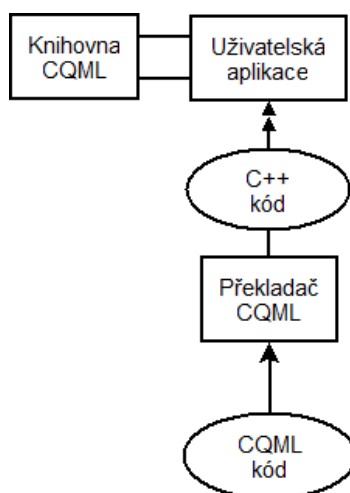 Knihovna
CQML
Uživatelská
aplikace
C++
kód
Překladač
CQML
CQML
kód